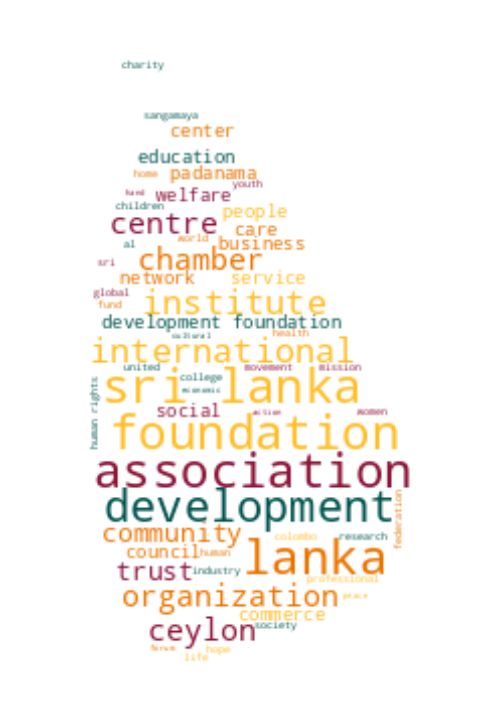 charity
sangamaya
center
education
home padanama
youth
hand welfare
children people
centre care
world business
al
sri chamber
network service
global institute
fund
development foundation
cultural health
international
united movement mission
college
sri lanka
economic
human rights
social action women
foundation
association
development
federation
community colombo research
council human lanka
trust industry
professional
organization peace
commerce
ceylon society
forum hope
life